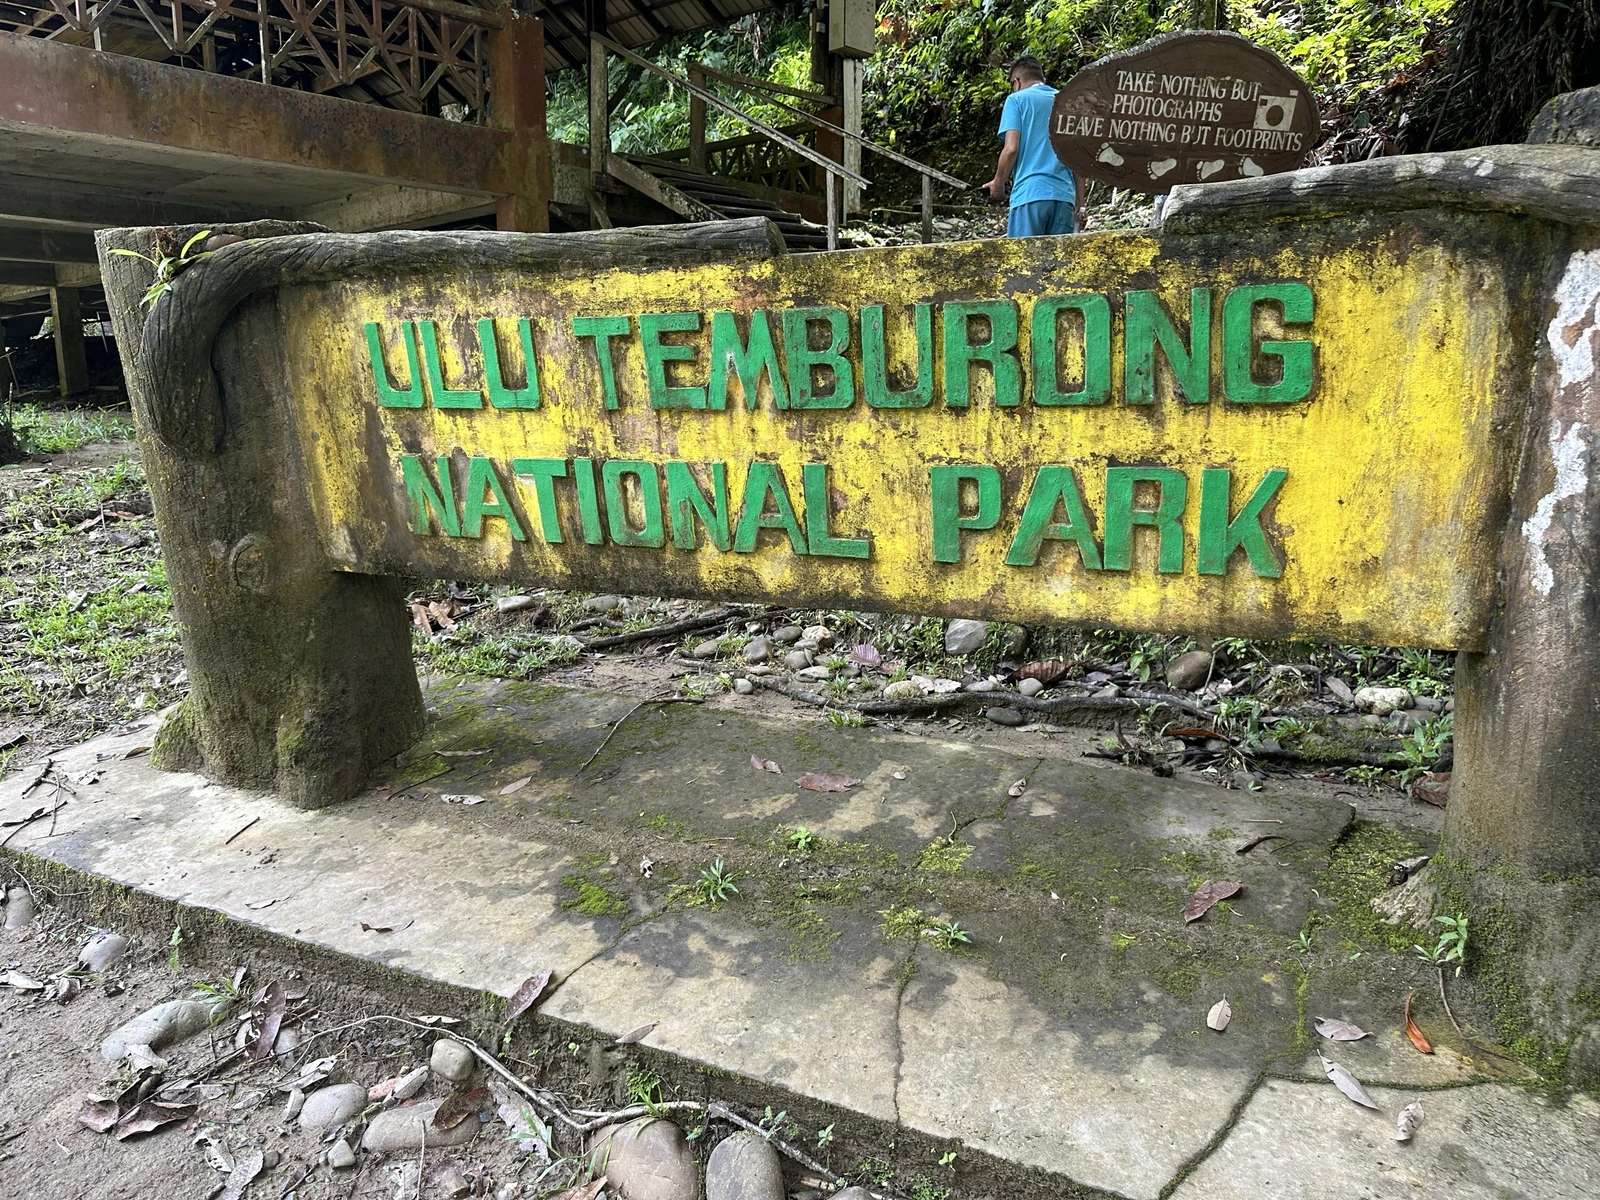 TAKE NOTHING BUT
PHOTOGRAPHS
LEAVE NOTHING BUT FOOTPRINTS
ULU TEMBURONG
NATIONAL PARK